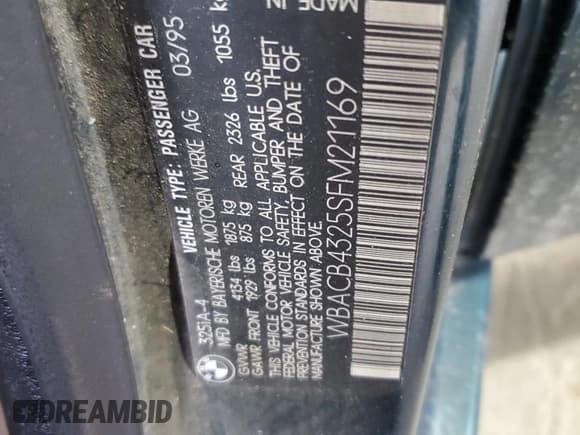 325IA-4
VEHICLE TYPE: PASSENGER CAR
MFD BY BAYERISCHE MOTOREN WERKE AG 03/95
GVWR 4134 lbs 1875 kg
GAWR FRONT 1929 lbs 875 kg REAR 2326 lbs 1055 k
THIS VEHICLE CONFORMS TO ALL APPLICABLE U.S.
FEDERAL MOTOR VEHICLE SAFETY, BUMPER AND THEFT
PREVENTION STANDARDS IN EFFECT ON THE DATE OF
MANUFACTURE SHOWN ABOVE.
WBACB4325SFM21169
MADE IN
BMW
DREAMBID